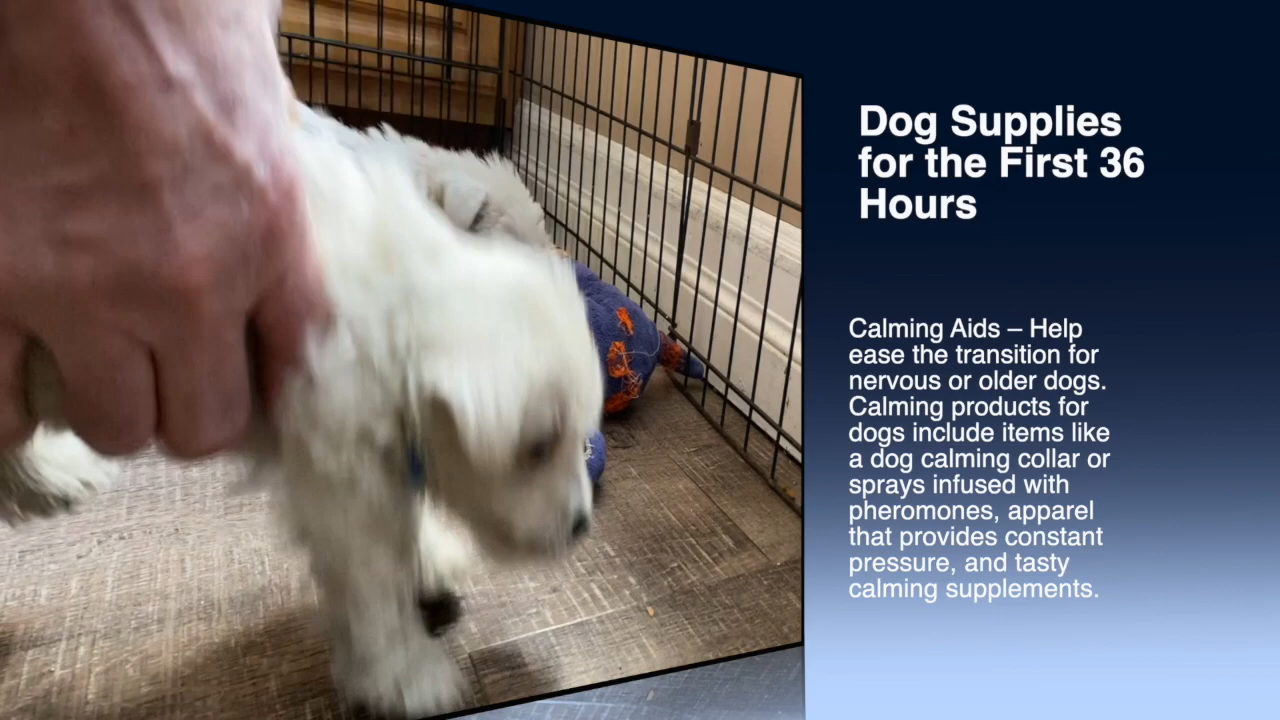 Dog Supplies
for the First 36
Hours
Calming Aids – Help
ease the transition for
nervous or older dogs.
Calming products for
dogs include items like
a dog calming collar or
sprays infused with
pheromones, apparel
that provides constant
pressure, and tasty
calming supplements.